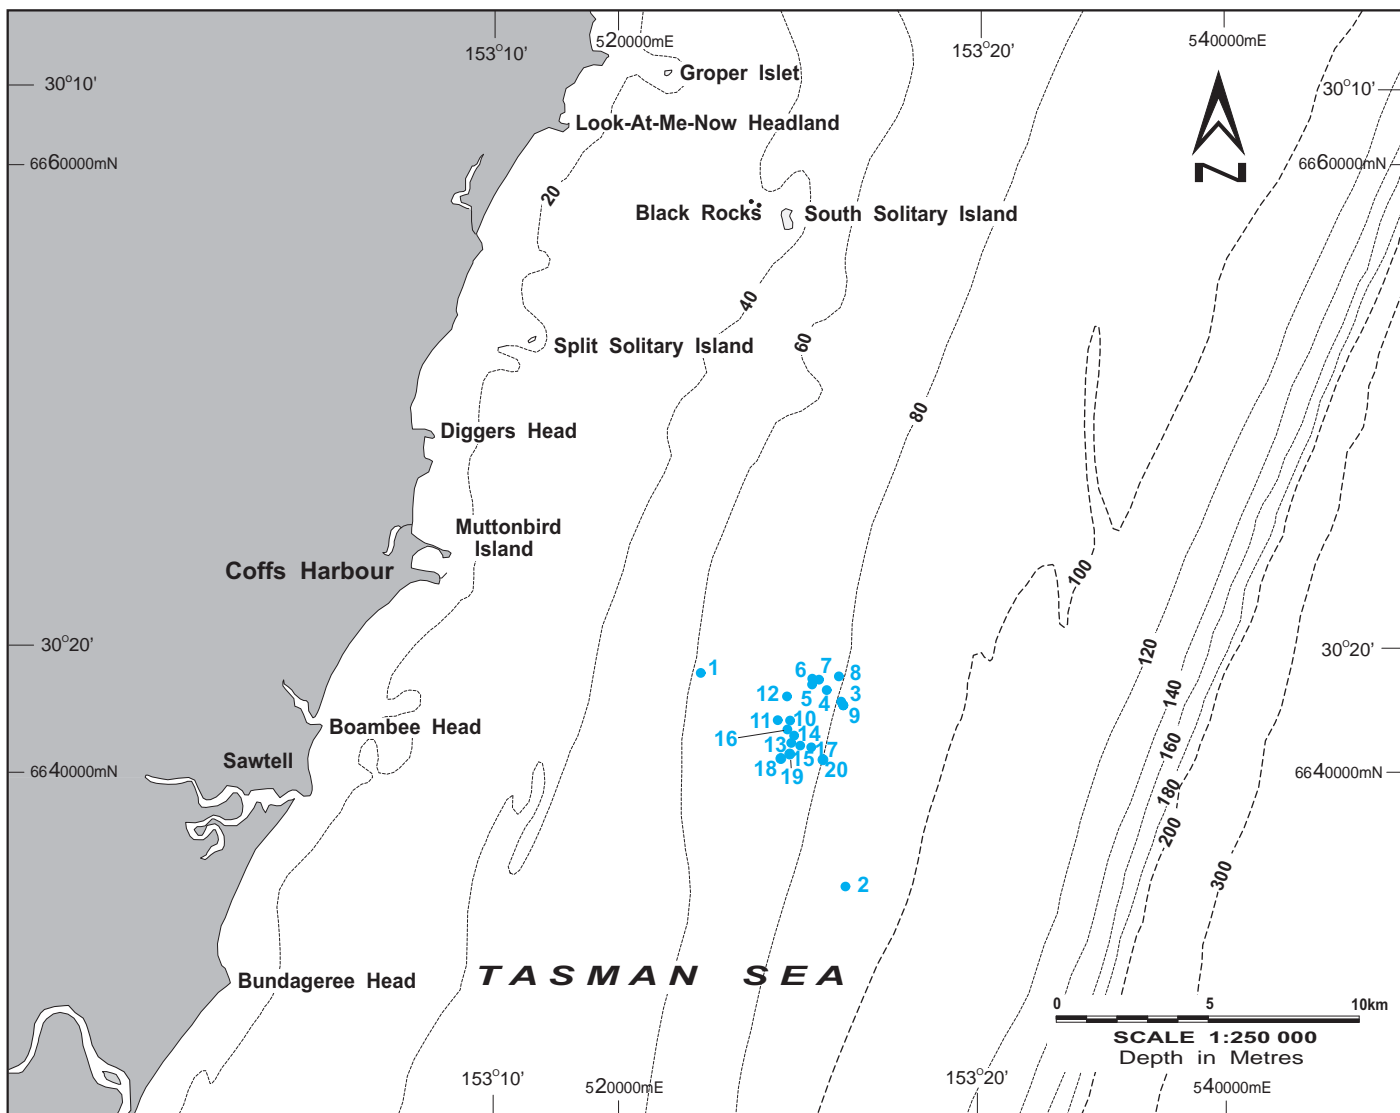 153°10'
520000mE
153°20'
540000mE
30°10'
Groper Islet
30°10'
Look-At-Me-Now Headland
6660000mN
6660000mN
N
20
Black Rocks
South Solitary Island
40
60
Split Solitary Island
80
Diggers Head
Muttonbird
Island
Coffs Harbour
100
30°20'
30°20'
120
1
6
7
8
140
12
5
4
3
9
11
10
16
14
Boambee Head
160
13
17
Sawtell
18
15
20
19
6640000mN
6640000mN
180
200
300
2
TASMAN SEA
Bundageree Head
0
5
10km
SCALE 1:250 000
Depth in Metres
153°10'
520000mE
153°20'
540000mE